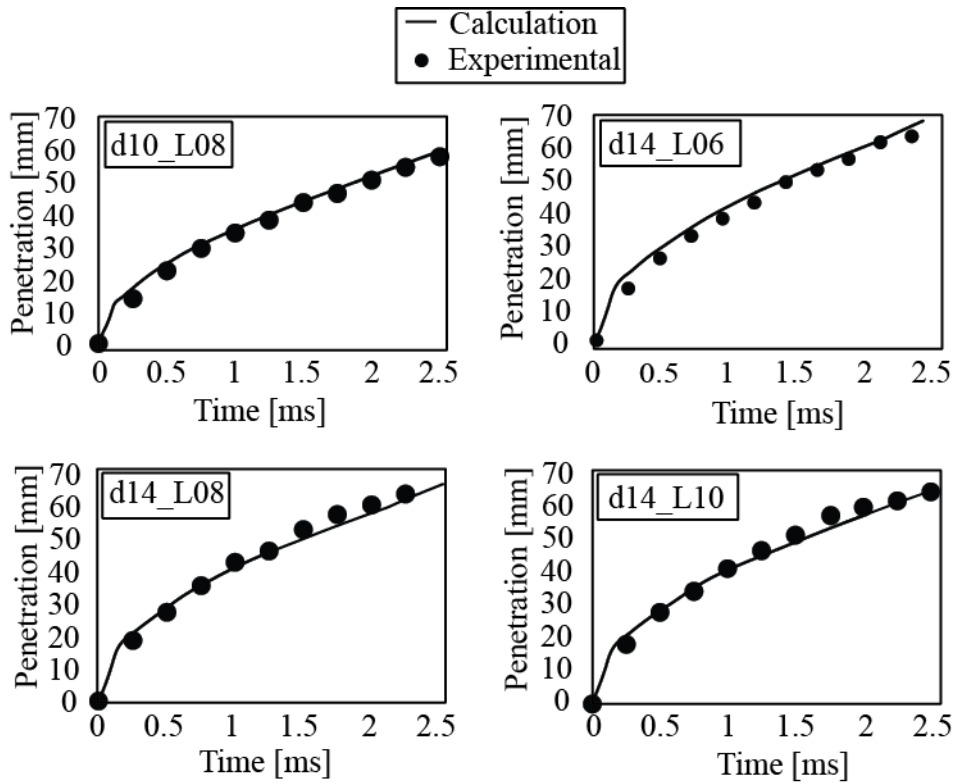 Calculation
Experimental
d10_L08
Penetration [mm]
70
60
50
40
30
20
10
0
0 0.5 1 1.5 2 2.5
Time [ms]
d14_L06
Penetration [mm]
70
60
50
40
30
20
10
0
0 0.5 1 1.5 2 2.5
Time [ms]
d14_L08
Penetration [mm]
70
60
50
40
30
20
10
0
0 0.5 1 1.5 2 2.5
Time [ms]
d14_L10
Penetration [mm]
70
60
50
40
30
20
10
0
0 0.5 1 1.5 2 2.5
Time [ms]